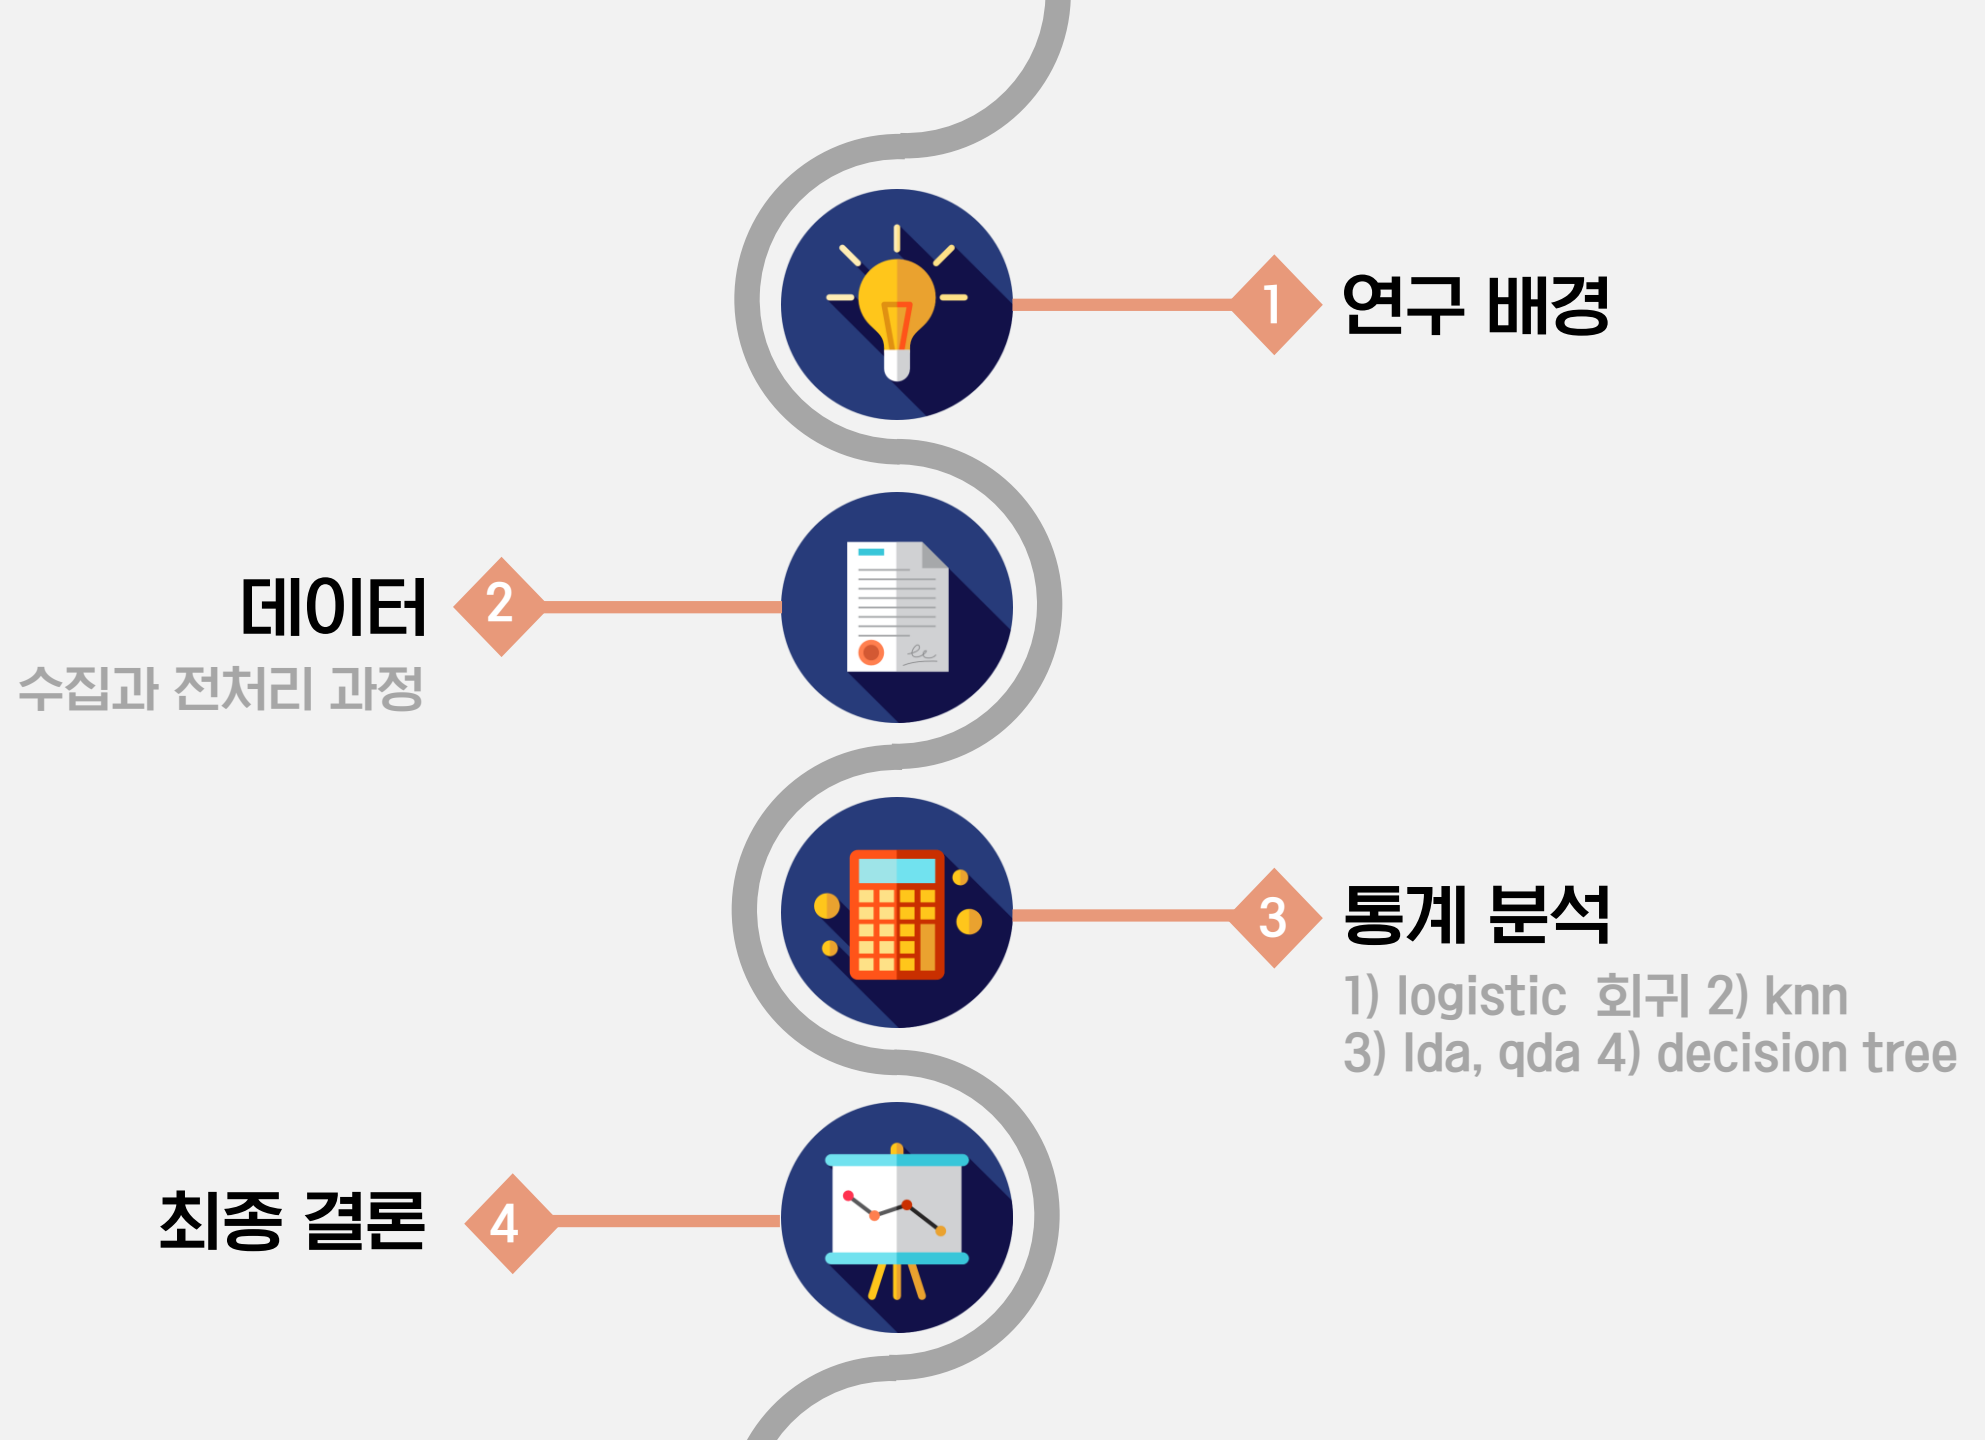 1 연구 배경
2 데이터
수집과 전처리 과정
3 통계 분석
1) logistic 회귀 2) knn
3) lda, qda 4) decision tree
4 최종 결론